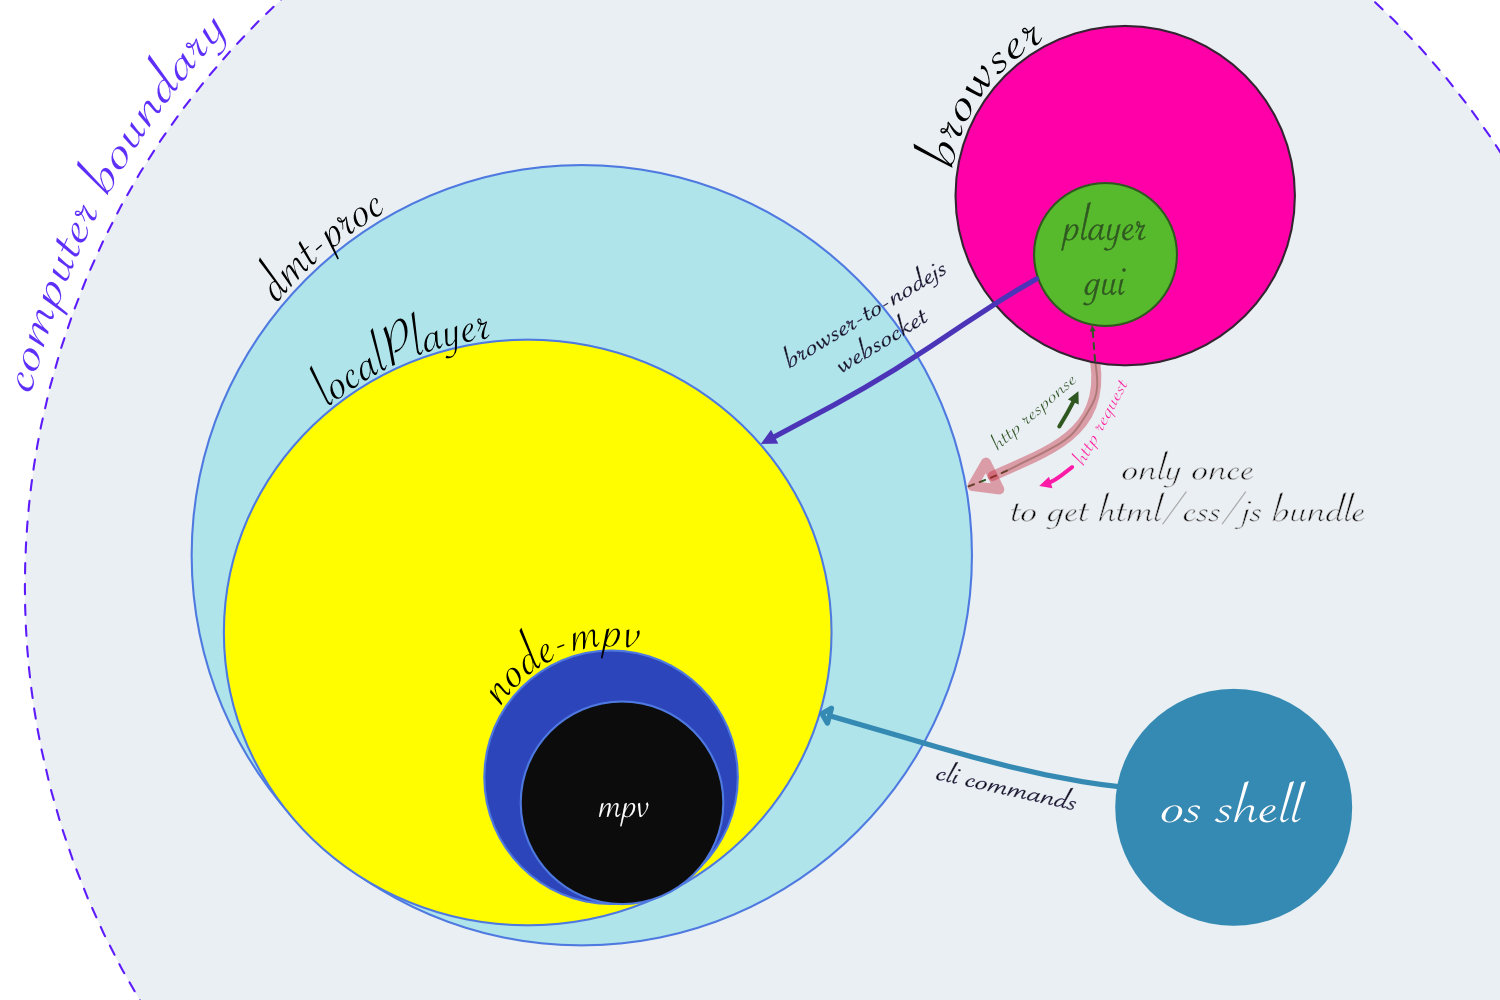 computer boundary
browser
dmt-proc
player
gui
localPlayer
browser-to-nodejs
websocket
http response
http request
only once
to get html/css/js bundle
node-mpv
mpv
cli commands
os shell